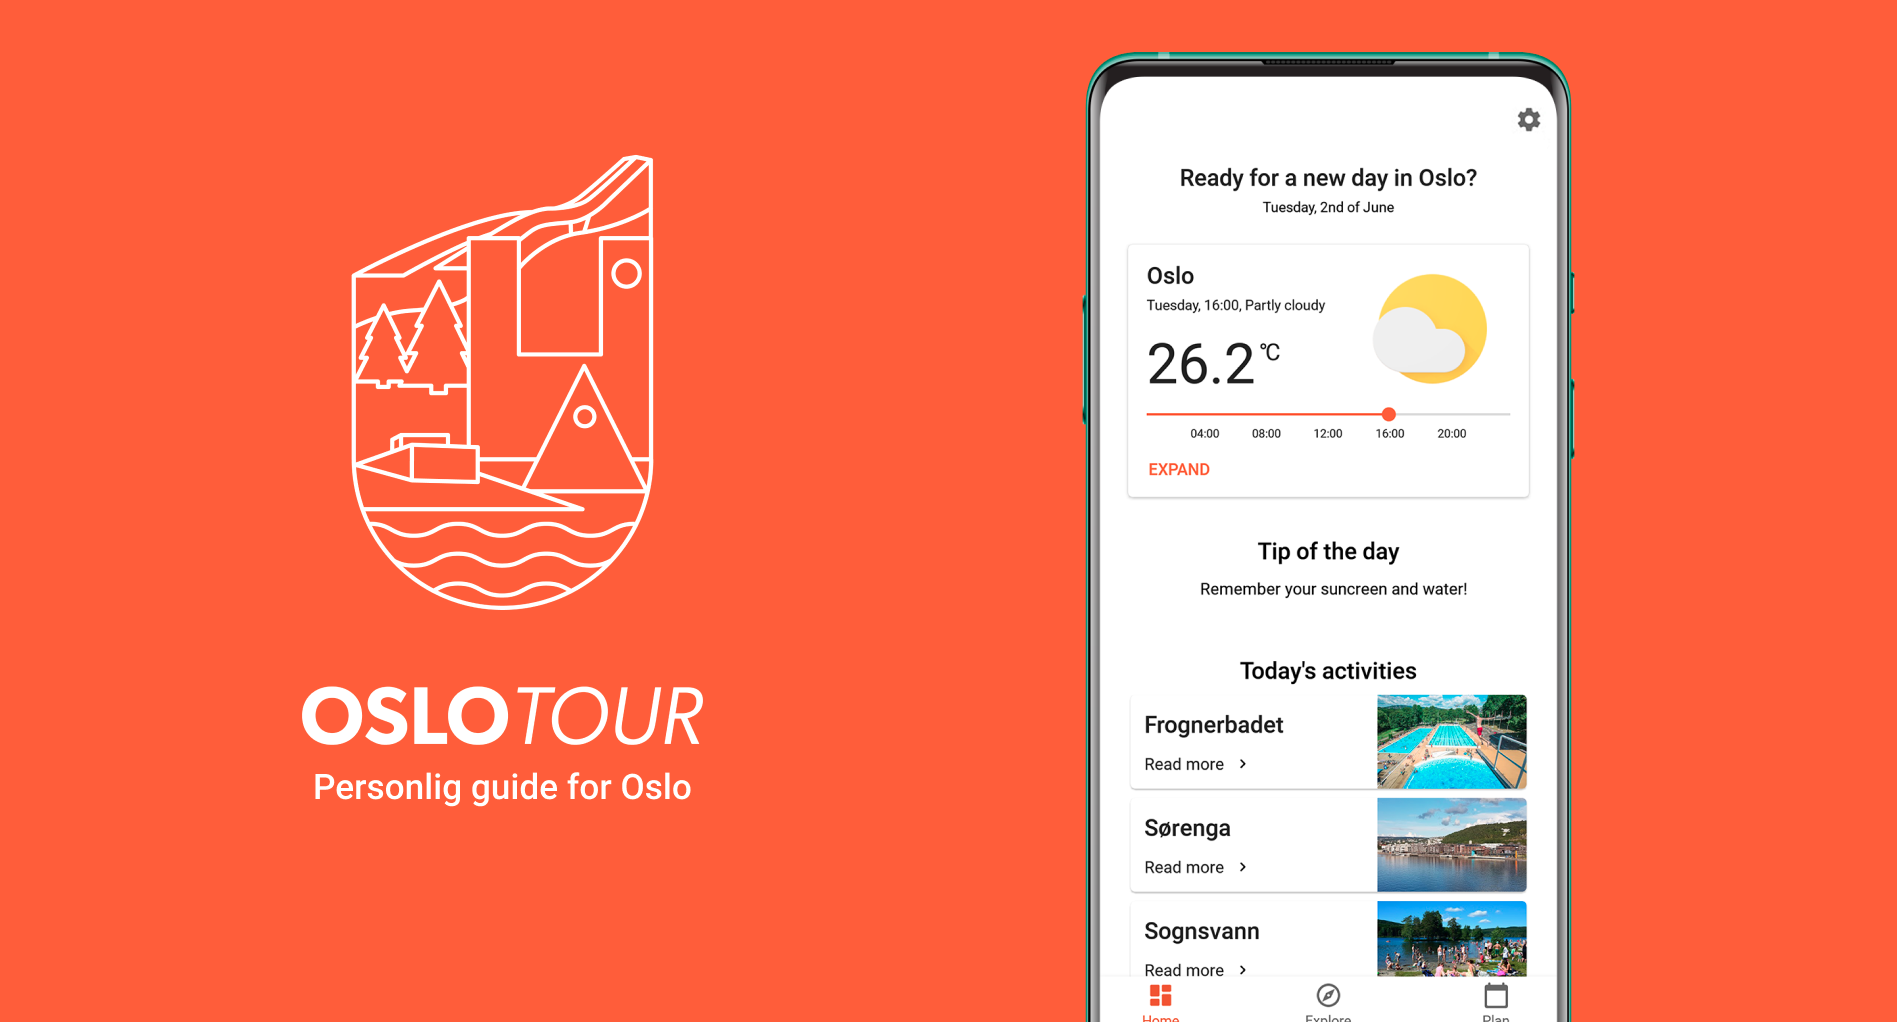 OSLOTOUR
Personlig guide for Oslo
Ready for a new day in Oslo?
Tuesday, 2nd of June
Oslo
Tuesday, 16:00, Partly cloudy
26.2 °C
04:00 08:00 12:00 16:00 20:00
EXPAND
Tip of the day
Remember your suncreen and water!
Today's activities
Frognerbadet
Read more
Sørenga
Read more
Sognsvann
Read more
Home Explore Plan